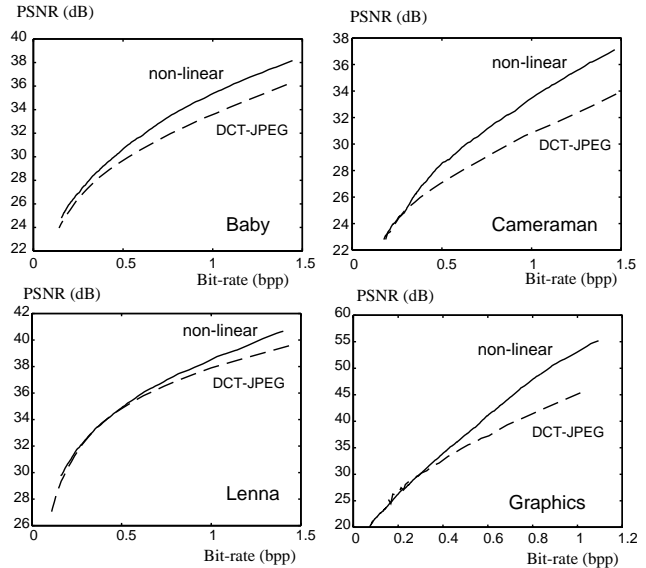 PSNR (dB)
40
38
36
34
32
30
28
26
24
22
non-linear
DCT-JPEG
Baby
0
0.5
1
1.5
Bit-rate (bpp)
PSNR (dB)
38
36
34
32
30
28
26
24
22
non-linear
DCT-JPEG
Cameraman
0
0.5
1
1.5
Bit-rate (bpp)
PSNR (dB)
42
40
38
36
34
32
30
28
26
non-linear
DCT-JPEG
Lenna
0
0.5
1
1.5
Bit-rate (bpp)
PSNR (dB)
60
55
45
40
35
30
25
20
non-linear
DCT-JPEG
Graphics
0
0.2
0.4
0.6
0.8
1
1.2
Bit-rate (bpp)